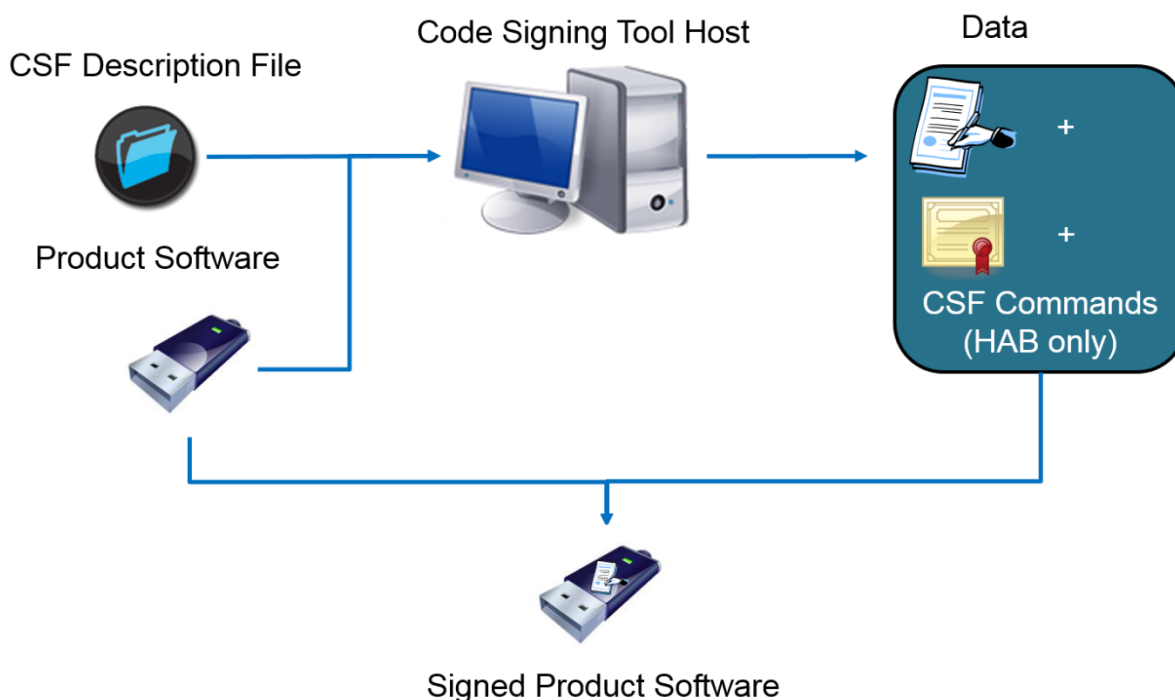 Code Signing Tool Host
Data
CSF Description File
+
Product Software
+
CSF Commands
(HAB only)
Signed Product Software